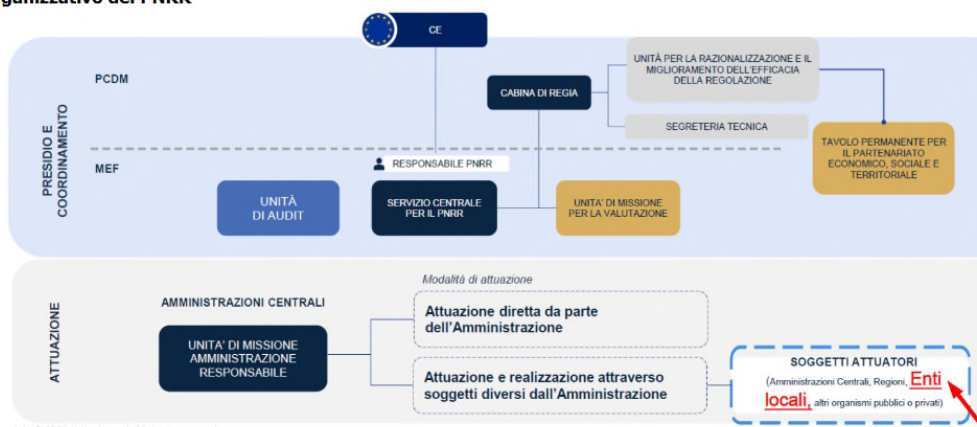 CE
PRESIDIO E
COORDINAMENTO
PCDM
CABINA DI REGIA
UNITÀ PER LA RAZIONALIZZAZIONE E IL
MIGLIORAMENTO DELL'EFFICACIA
DELLA REGOLAZIONE
SEGRETERIA TECNICA
TAVOLO PERMANENTE PER
IL PARTENARIATO
ECONOMICO, SOCIALE E
TERRITORIALE
MEF
RESPONSABILE PNRR
UNITÀ
DI AUDIT
SERVIZIO CENTRALE
PER IL PNRR
UNITA' DI MISSIONE
PER LA VALUTAZIONE
ATTUAZIONE
AMMINISTRAZIONI CENTRALI
UNITA' DI MISSIONE
AMMINISTRAZIONE
RESPONSABILE
Modalità di attuazione
Attuazione diretta da parte
dell'Amministrazione
Attuazione e realizzazione attraverso
soggetti diversi dall'Amministrazione
SOGGETTI ATTUATORI
(Amministrazioni Centrali, Regioni, Enti
locali, altri organismi pubblici o privati)